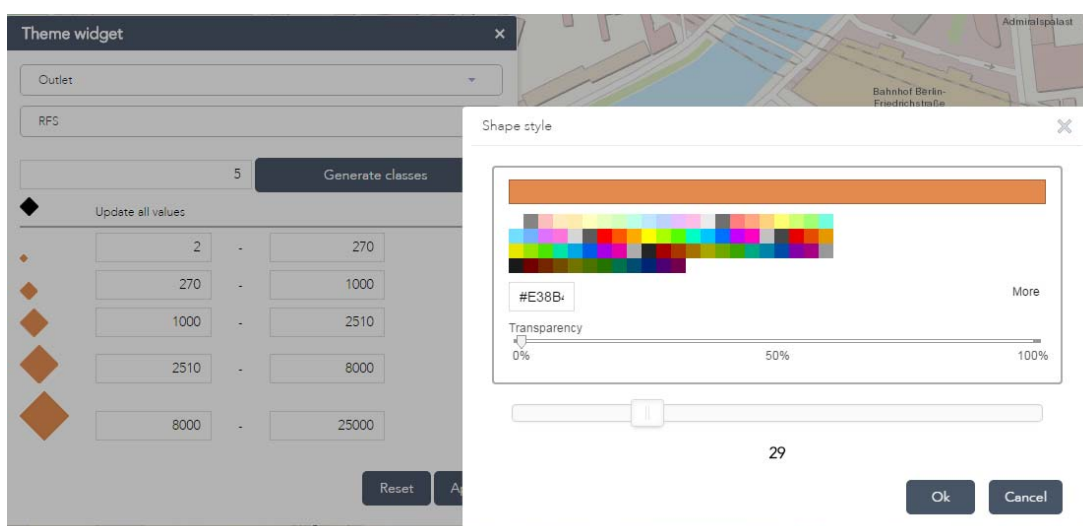 Theme widget
×
Admiralspalast
Outlet
Bahnhof Berlin-
Friedrichstraße
RFS
Shape style
5
Generate classes
Update all values
2 - 270
270 - 1000
1000 - 2510
2510 - 8000
8000 - 25000
#E38B
More
Transparency
0% 50% 100%
29
Reset
Ok
Cancel